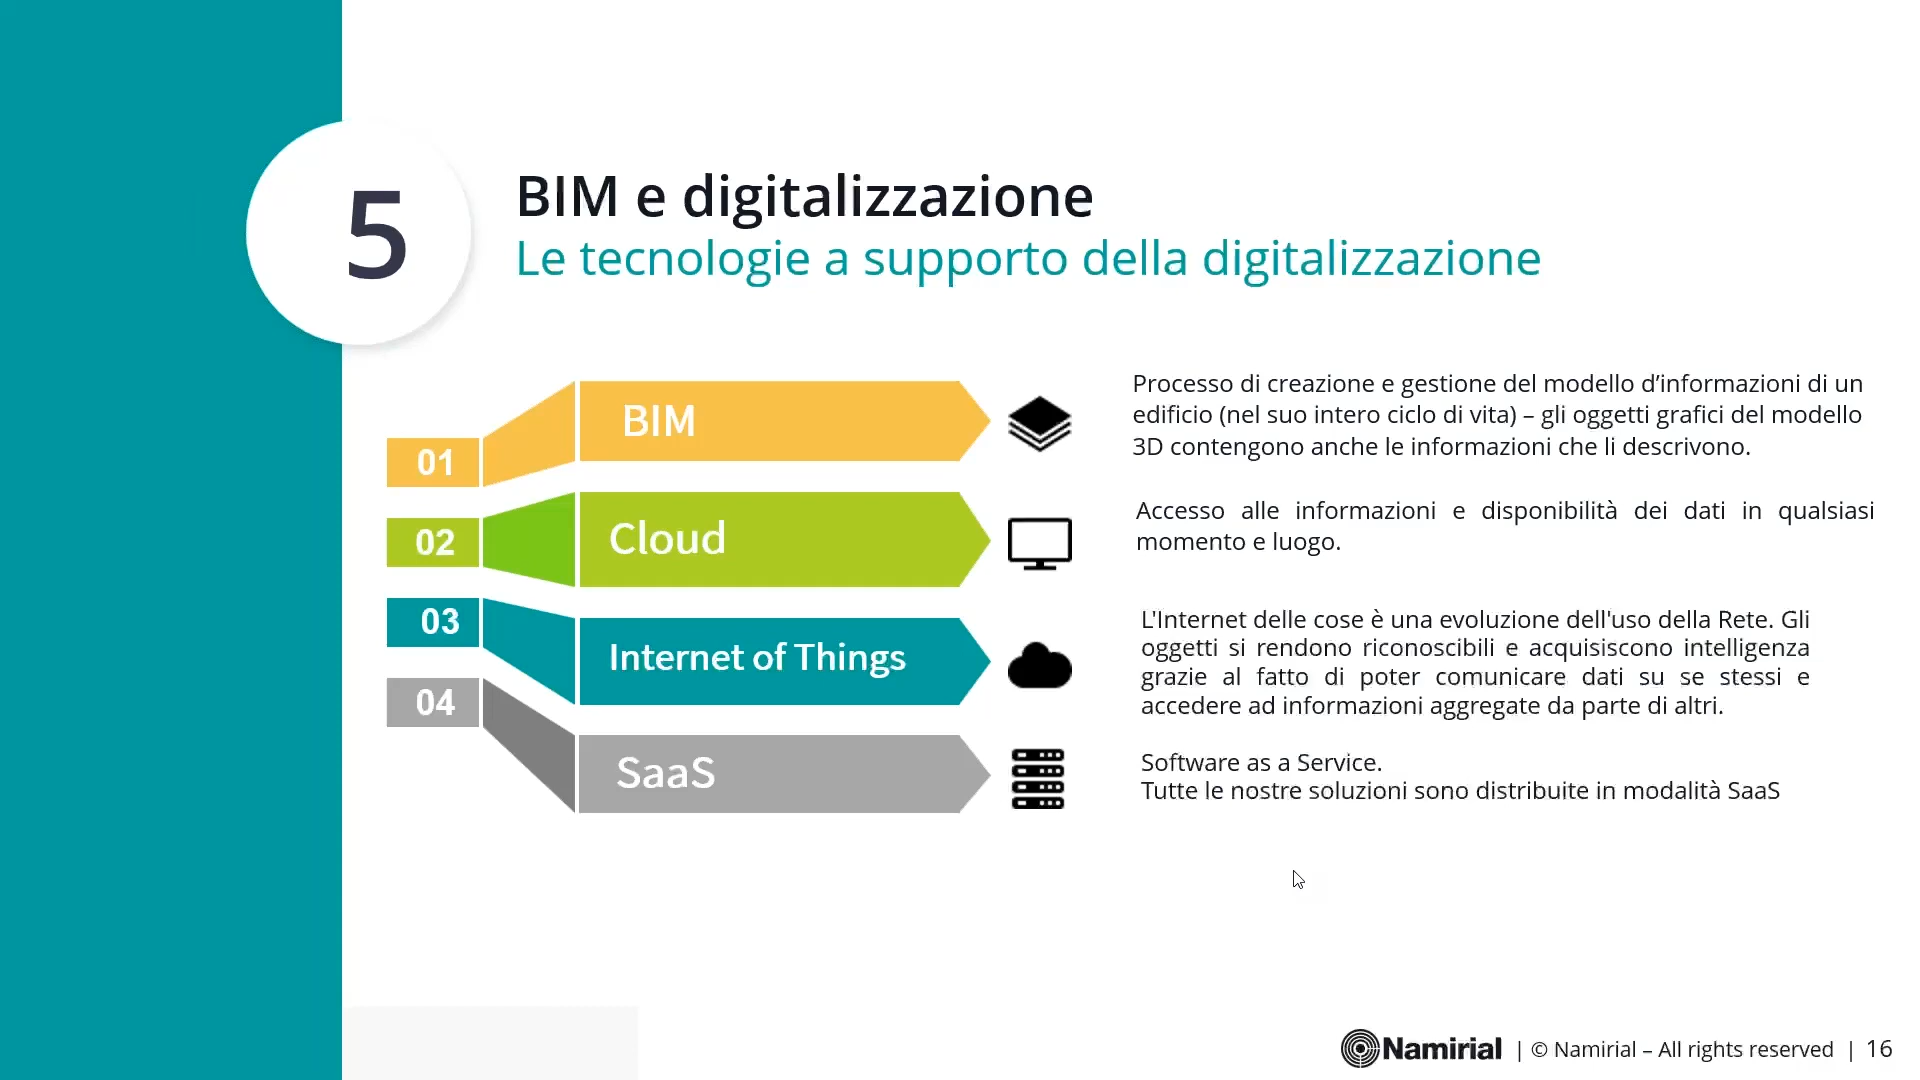 5
BIM e digitalizzazione
Le tecnologie a supporto della digitalizzazione
01
BIM
Processo di creazione e gestione del modello d’informazioni di un
edificio (nel suo intero ciclo di vita) – gli oggetti grafici del modello
3D contengono anche le informazioni che li descrivono.
02
Cloud
Accesso alle informazioni e disponibilità dei dati in qualsiasi
momento e luogo.
03
Internet of Things
L'Internet delle cose è una evoluzione dell'uso della Rete. Gli
oggetti si rendono riconoscibili e acquisiscono intelligenza
grazie al fatto di poter comunicare dati su se stessi e
accedere ad informazioni aggregate da parte di altri.
04
SaaS
Software as a Service.
Tutte le nostre soluzioni sono distribuite in modalità SaaS
Namirial | © Namirial – All rights reserved | 16